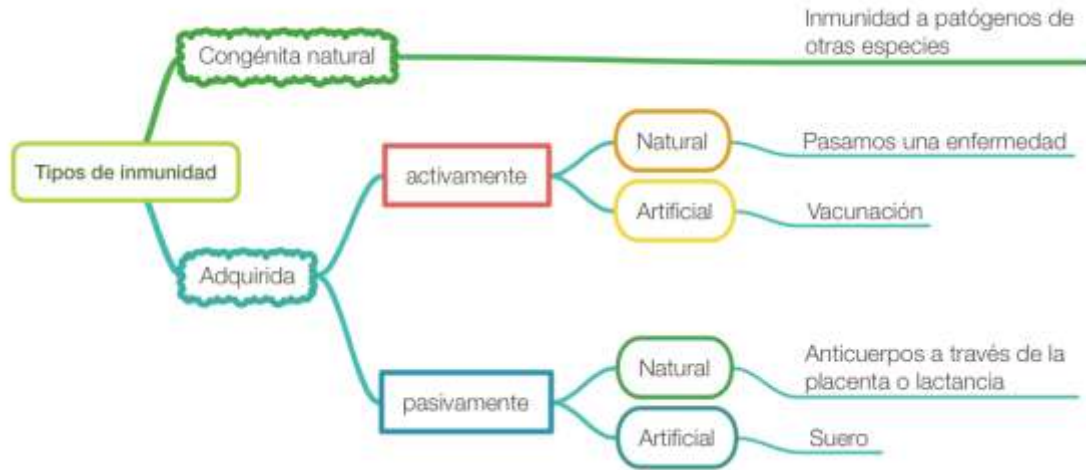 Inmunidad a patógenos de
otras especies
Congénita natural
Tipos de inmunidad
Natural
Pasamos una enfermedad
activamente
Artificial
Vacunación
Adquirida
Natural
Anticuerpos a través de la
placenta o lactancia
pasivamente
Artificial
Suero